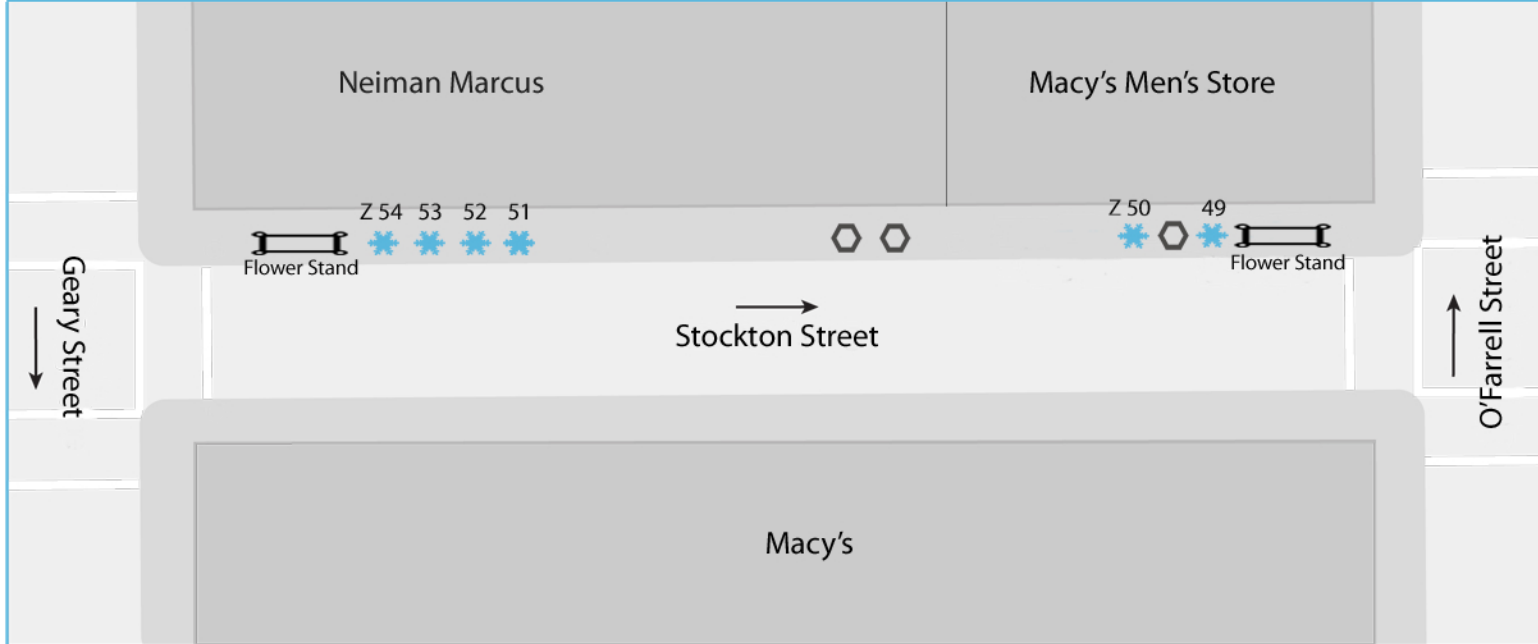 Neiman Marcus
Macy's Men's Store
Z 54 53 52 51
Z 50 49
Flower Stand
Flower Stand
Geary Street
Stockton Street
O'Farrell Street
Macy's